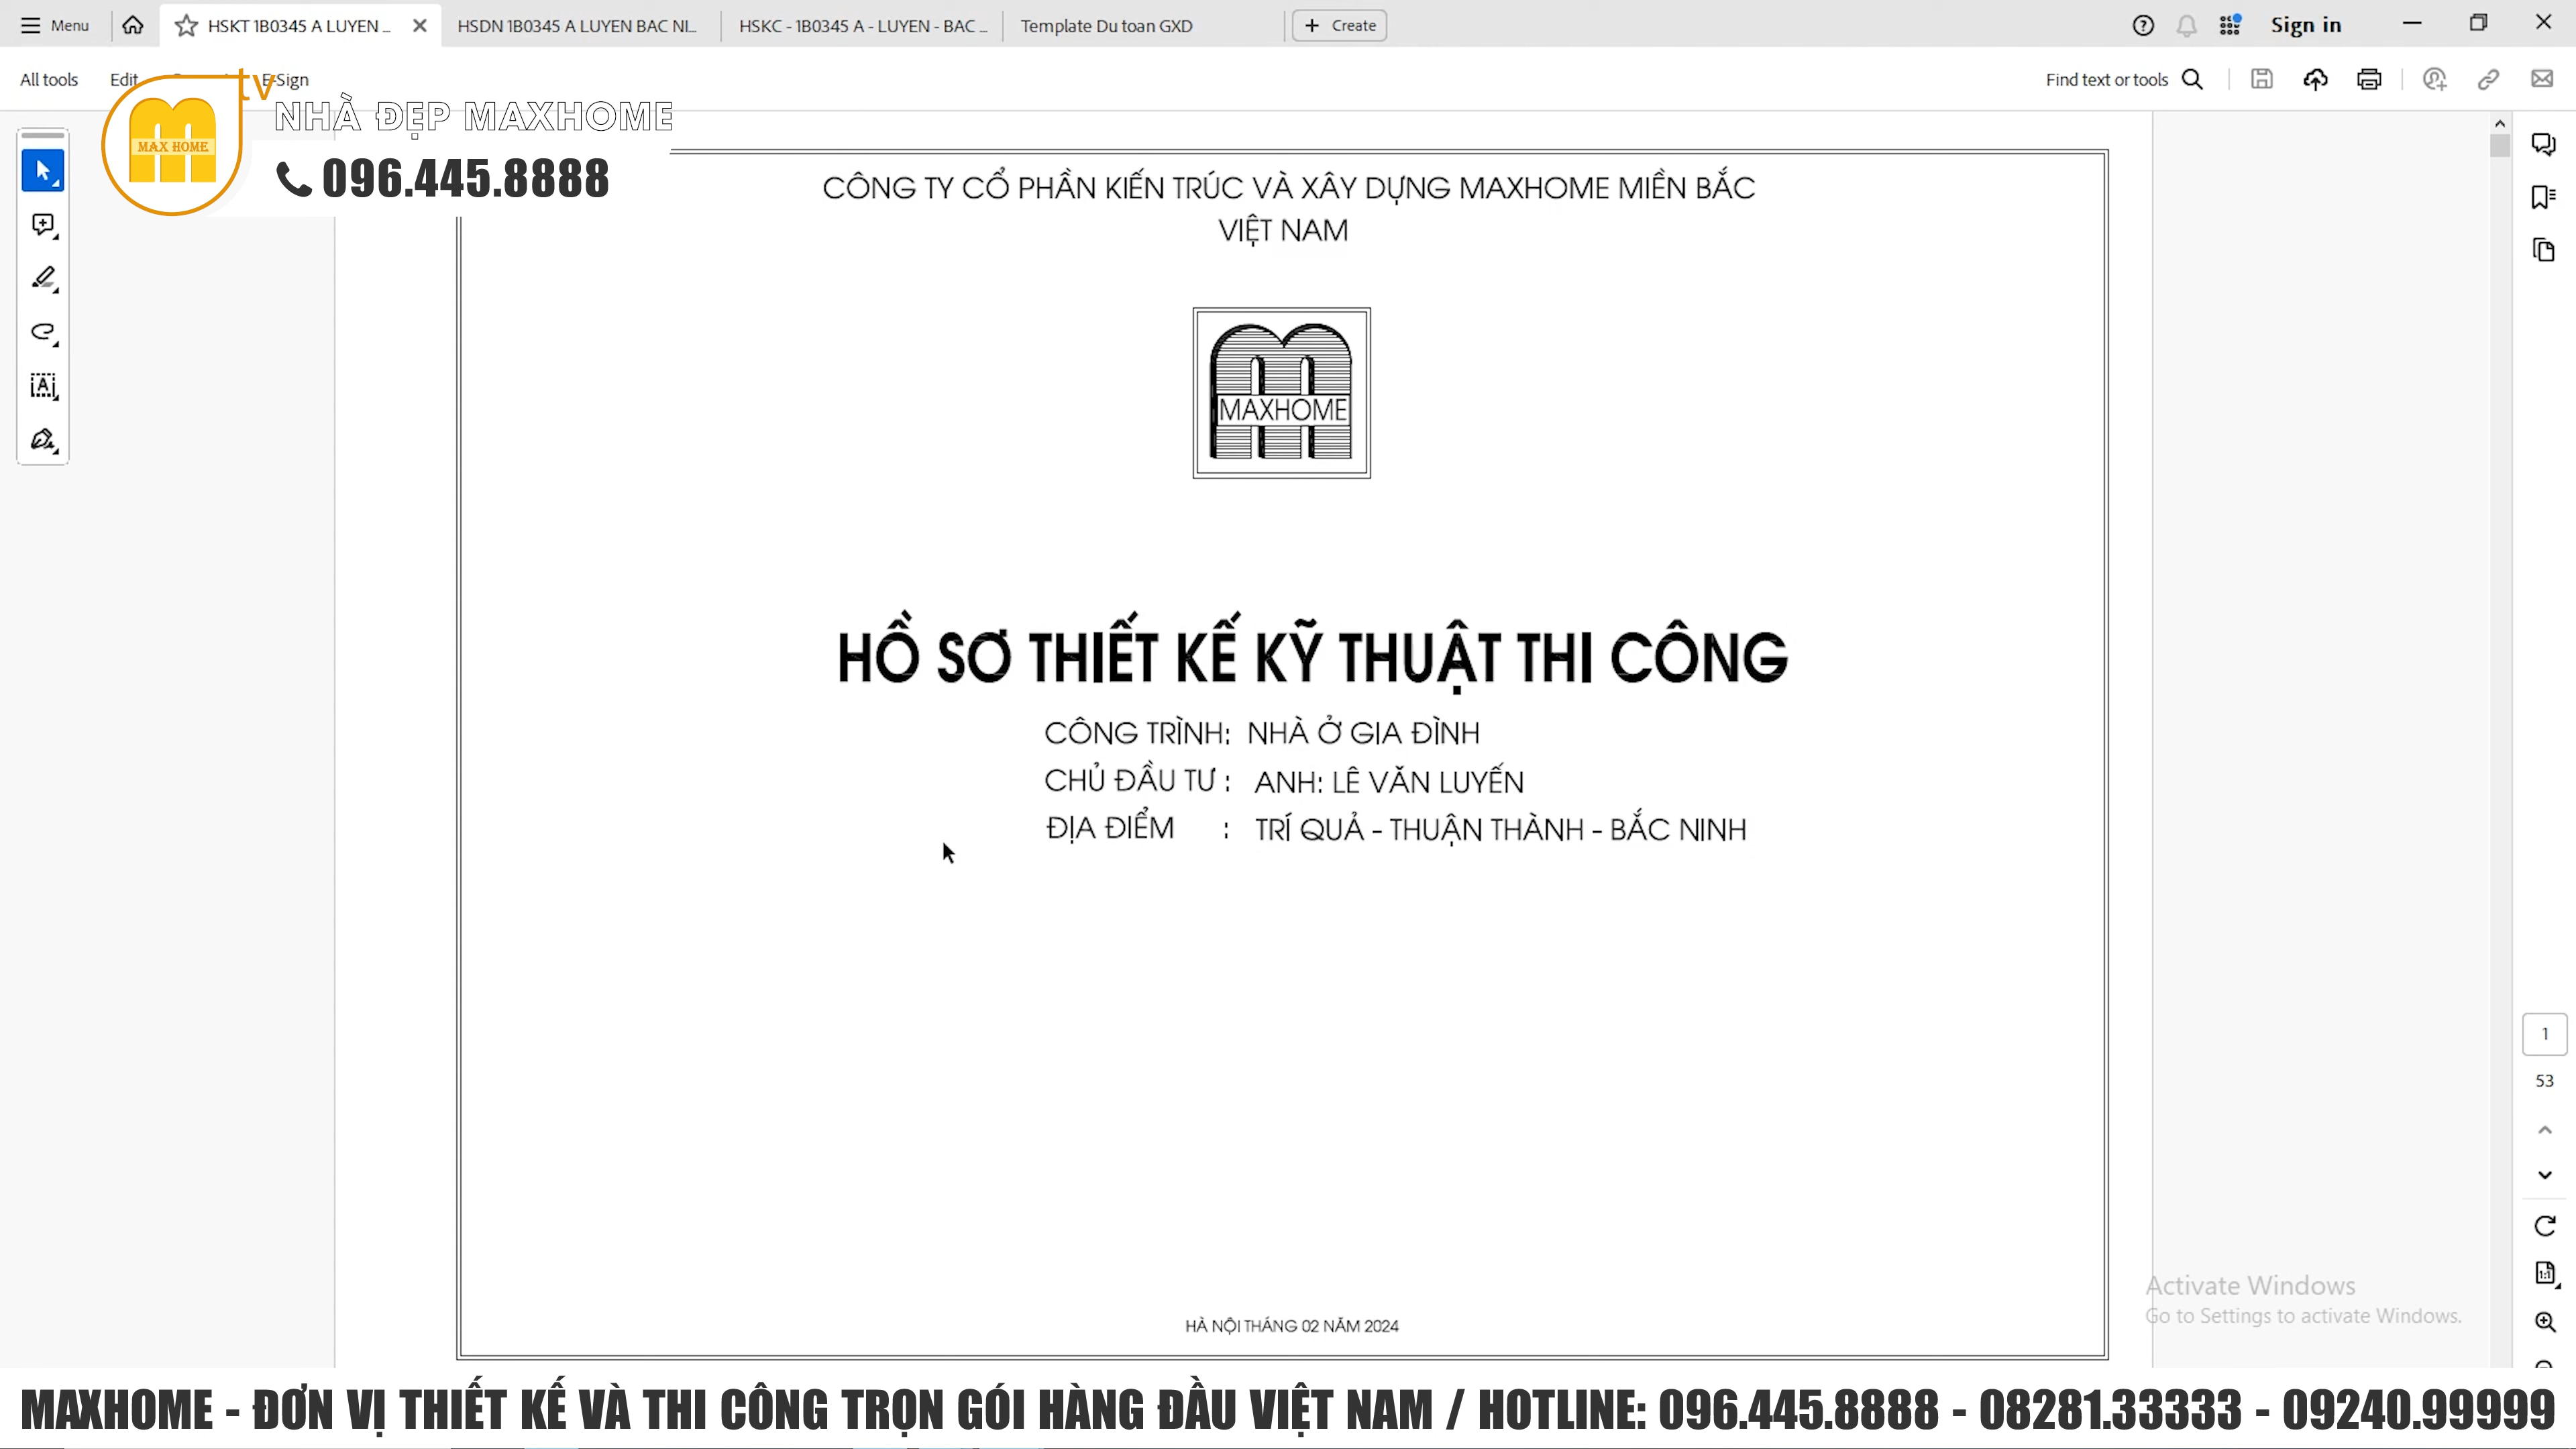 Menu
HSKT 1B0345 A LUYEN ...
HSDN 1B0345 A LUYEN BAC NI...
HSKC - 1B0345 A - LUYEN - BAC ...
Template Du toan GXD
+ Create
Sign in
All tools
Edit
E-Sign
Find text or tools
tv
MAX HOME
NHÀ ĐẸP MAXHOME
096.445.8888
CÔNG TY CỔ PHẦN KIẾN TRÚC VÀ XÂY DỰNG MAXHOME MIỀN BẮC
VIỆT NAM
MAXHOME
HỒ SƠ THIẾT KẾ KỸ THUẬT THI CÔNG
CÔNG TRÌNH: NHÀ Ở GIA ĐÌNH
CHỦ ĐẦU TƯ : ANH: LÊ VĂN LUYẾN
ĐỊA ĐIỂM : TRÍ QUẢ - THUẬN THÀNH - BẮC NINH
1
53
Activate Windows
Go to Settings to activate Windows.
HÀ NỘI THÁNG 02 NĂM 2024
MAXHOME - ĐƠN VỊ THIẾT KẾ VÀ THI CÔNG TRỌN GÓI HÀNG ĐẦU VIỆT NAM / HOTLINE: 096.445.8888 - 08281.33333 - 09240.99999